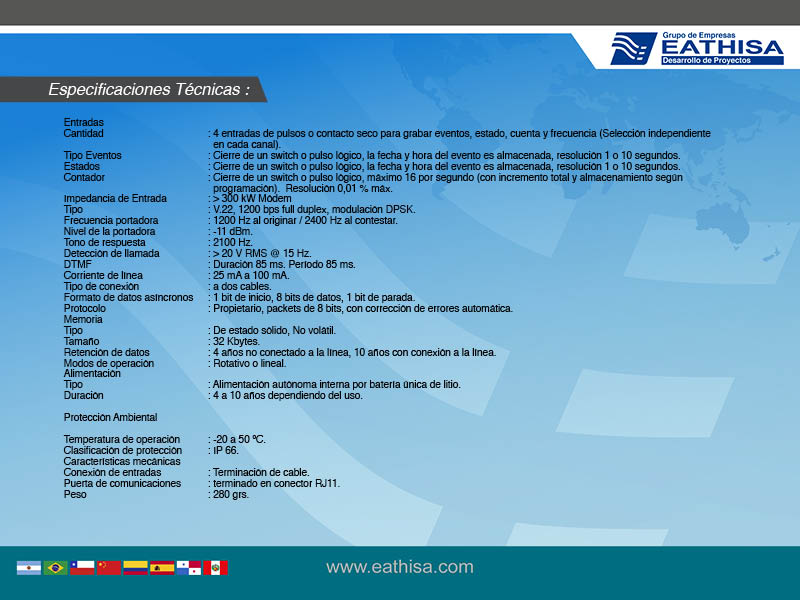 Grupo de Empresas
EATHISA
Desarrollo de Proyectos
Especificaciones Técnicas :
Entradas
Cantidad : 4 entradas de pulsos o contacto seco para grabar eventos, estado, cuenta y frecuencia (Selección independiente
en cada canal).
Tipo Eventos : Cierre de un switch o pulso lógico, la fecha y hora del evento es almacenada, resolución 1 o 10 segundos.
Estados : Cierre de un switch o pulso lógico, la fecha y hora del evento es almacenada, resolución 1 o 10 segundos.
Contador : Cierre de un switch o pulso lógico, máximo 16 por segundo (con incremento total y almacenamiento según
programación). Resolución 0,01 % máx.
Impedancia de Entrada : > 300 kW Módem
Tipo : V.22, 1200 bps full duplex, modulación DPSK.
Frecuencia portadora : 1200 Hz al originar / 2400 Hz al contestar.
Nivel de la portadora : -11 dBm.
Tono de respuesta : 2100 Hz.
Detección de llamada : > 20 V RMS @ 15 Hz.
DTMF : Duración 85 ms. Período 85 ms.
Corriente de línea : 25 mA a 100 mA.
Tipo de conexión : a dos cables.
Formato de datos asíncronos : 1 bit de inicio, 8 bits de datos, 1 bit de parada.
Protocolo : Propietario, packets de 8 bits, con corrección de errores automática.
Memoria
Tipo : De estado sólido, No volátil.
Tamaño : 32 Kbytes.
Retención de datos : 4 años no conectado a la línea, 10 años con conexión a la línea.
Modos de operación : Rotativo o lineal.
Alimentación
Tipo : Alimentación autónoma interna por batería única de litio.
Duración : 4 a 10 años dependiendo del uso.
Protección Ambiental
Temperatura de operación : -20 a 50 ºC.
Clasificación de protección : IP 66.
Características mecánicas
Conexión de entradas : Terminación de cable.
Puerta de comunicaciones : terminado en conector RJ11.
Peso : 280 grs.
www.eathisa.com